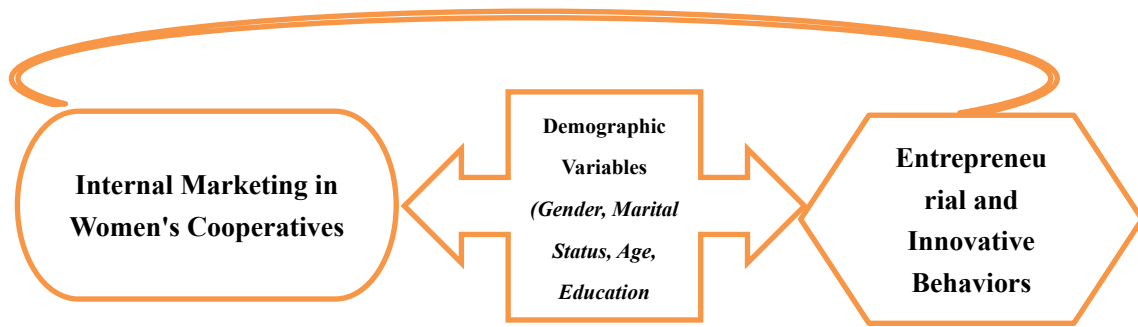 Internal Marketing in
Women's Cooperatives
Demographic
Variables
(Gender, Marital
Status, Age,
Education
Entrepreneu
rial and
Innovative
Behaviors